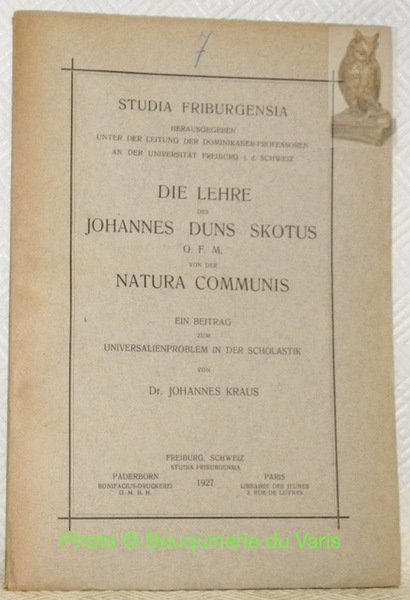 7
STUDIA FRIBURGENSIA
HERAUSGEGEBEN
UNTER DER LEITUNG DER DOMINIKANER-PROFESSOREN
AN DER UNIVERSITÄT FREIBURG i. d. SCHWEIZ
DIE LEHRE
DES
JOHANNES DUNS SKOTUS
O. F. M.
VON DER
NATURA COMMUNIS
EIN BEITRAG
ZUM
UNIVERSALIENPROBLEM IN DER SCHOLASTIK
VON
Dr. JOHANNES KRAUS
FREIBURG, SCHWEIZ
STUDIA FRIBURGENSIA
PADERBORN
BONIFACIUS-DRUCKEREI
G. M. B. H.
1927
PARIS
LIBRAIRIE DES JEUNES
2, RUE DE LUYNES
Photo © Bouquinerie du Varis